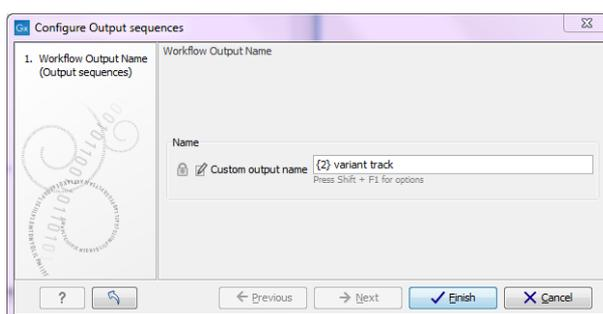 Gx Configure Output sequences
1. Workflow Output Name
(Output sequences)
Workflow Output Name
Name
Custom output name {2} variant track
Press Shift + F1 for options
?
Previous
Next
Finish
Cancel